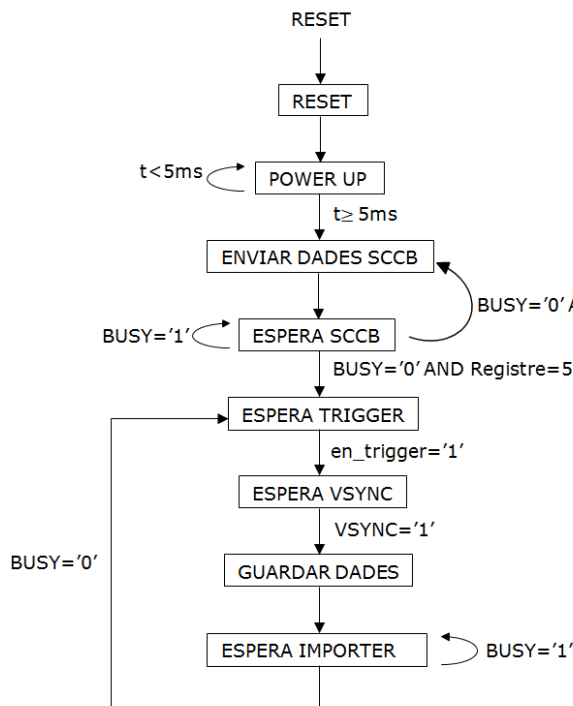 RESET
RESET
t<5ms
POWER UP
t≥ 5ms
ENVIAR DADES SCCB
BUSY='0' A
BUSY='1'
ESPERA SCCB
BUSY='0' AND Registre=5
ESPERA TRIGGER
en_trigger='1'
ESPERA VSYNC
VSYNC='1'
BUSY='0'
GUARDAR DADES
ESPERA IMPORTER
BUSY='1'